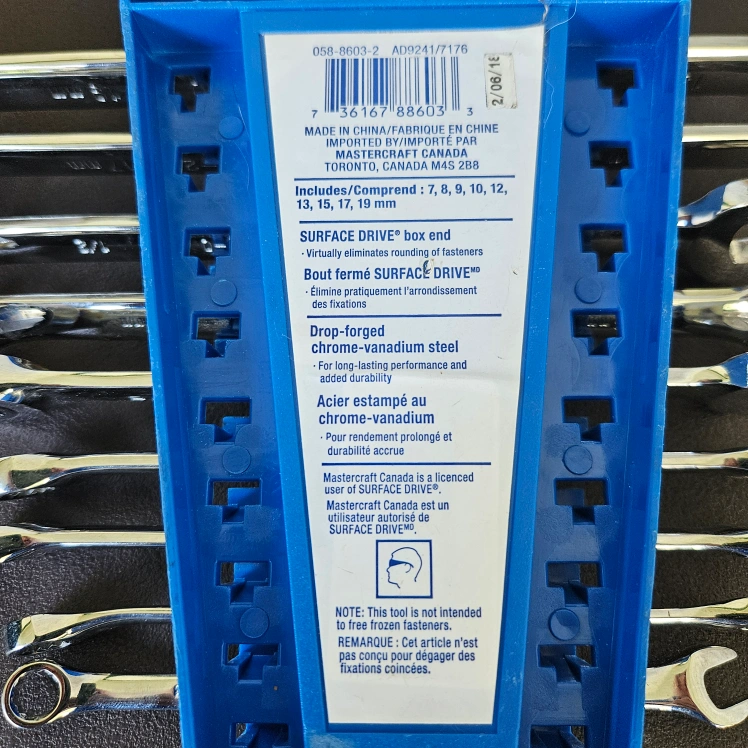 058-8603-2 AD9241/7176
2/06/18
7 36167 88603 3
MADE IN CHINA/FABRIQUE EN CHINE
IMPORTED BY/IMPORTÉ PAR
MASTERCRAFT CANADA
TORONTO, CANADA M4S 2B8
Includes/Comprend : 7, 8, 9, 10, 12,
13, 15, 17, 19 mm
SURFACE DRIVE® box end
· Virtually eliminates rounding of fasteners
Bout fermé SURFACE DRIVEᴹᴰ
· Élimine pratiquement l'arrondissement
des fixations
Drop-forged
chrome-vanadium steel
· For long-lasting performance and
added durability
Acier estampé au
chrome-vanadium
· Pour rendement prolongé et
durabilité accrue
Mastercraft Canada is a licenced
user of SURFACE DRIVE®.
Mastercraft Canada est un
utilisateur autorisé de
SURFACE DRIVEᴹᴰ.
NOTE: This tool is not intended
to free frozen fasteners.
REMARQUE : Cet article n'est
pas conçu pour dégager des
fixations coincées.